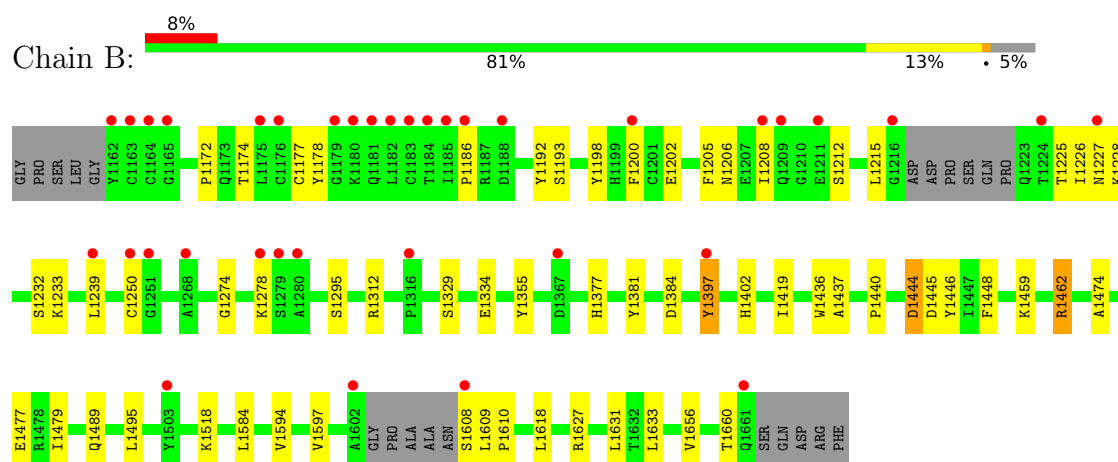 8%
Chain B:
81% 13% • 5%
GLY PRO SER LEU GLY Y1162 C1163 C1164 G1165 P1172 Q1173 T1174 L1175 C1176 C1177 Y1178 G1179 K1180 Q1181 L1182 C1183 T1184 I1185 P1186 R1187 D1188 Y1192 S1193 Y1198 H1199 F1200 C1201 E1202 F1205 N1206 E1207 I1208 Q1209 G1210 E1211 S1212 L1215 G1216 ASP ASP PRO SER GLN PRO Q1223 T1224 T1225 I1226 N1227 K1228
S1232 K1233 L1239 C1250 G1251 A1268 G1274 K1278 S1279 A1280 S1295 R1312 P1316 S1329 E1334 Y1355 D1367 H1377 Y1381 D1384 Y1397 H1402 I1419 W1436 A1437 P1440 D1444 D1445 Y1446 I1447 F1448 K1459 R1462 A1474
E1477 R1478 I1479 Q1489 L1495 Y1503 K1518 L1584 V1594 V1597 A1602 GLY PRO ALA ALA ASN S1608 L1609 P1610 L1618 R1627 L1631 T1632 L1633 V1656 T1660 Q1661 SER GLN ASP ARG PHE